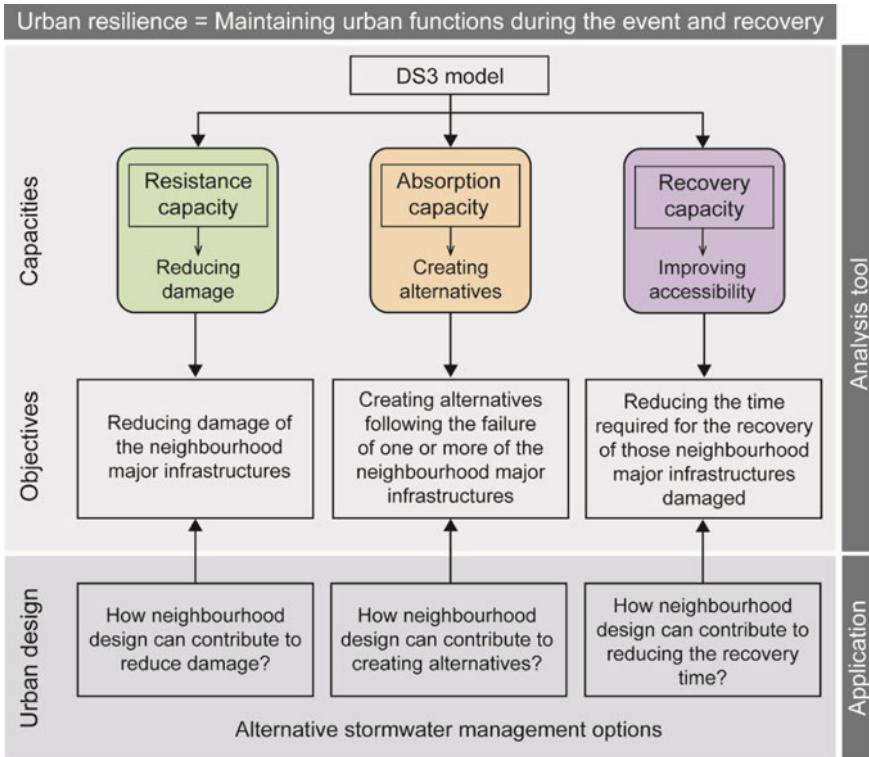 Urban resilience = Maintaining urban functions during the event and recovery
DS3 model
Capacities
Resistance
capacity
Reducing
damage
Absorption
capacity
Creating
alternatives
Recovery
capacity
Improving
accessibility
Analysis tool
Objectives
Reducing damage of
the neighbourhood
major infrastructures
Creating alternatives
following the failure
of one or more of the
neighbourhood major
infrastructures
Reducing the time
required for the recovery
of those neighbourhood
major infrastructures
damaged
Urban design
How neighbourhood
design can contribute to
reduce damage?
How neighbourhood
design can contribute to
creating alternatives?
How neighbourhood
design can contribute to
reducing the recovery
time?
Application
Alternative stormwater management options